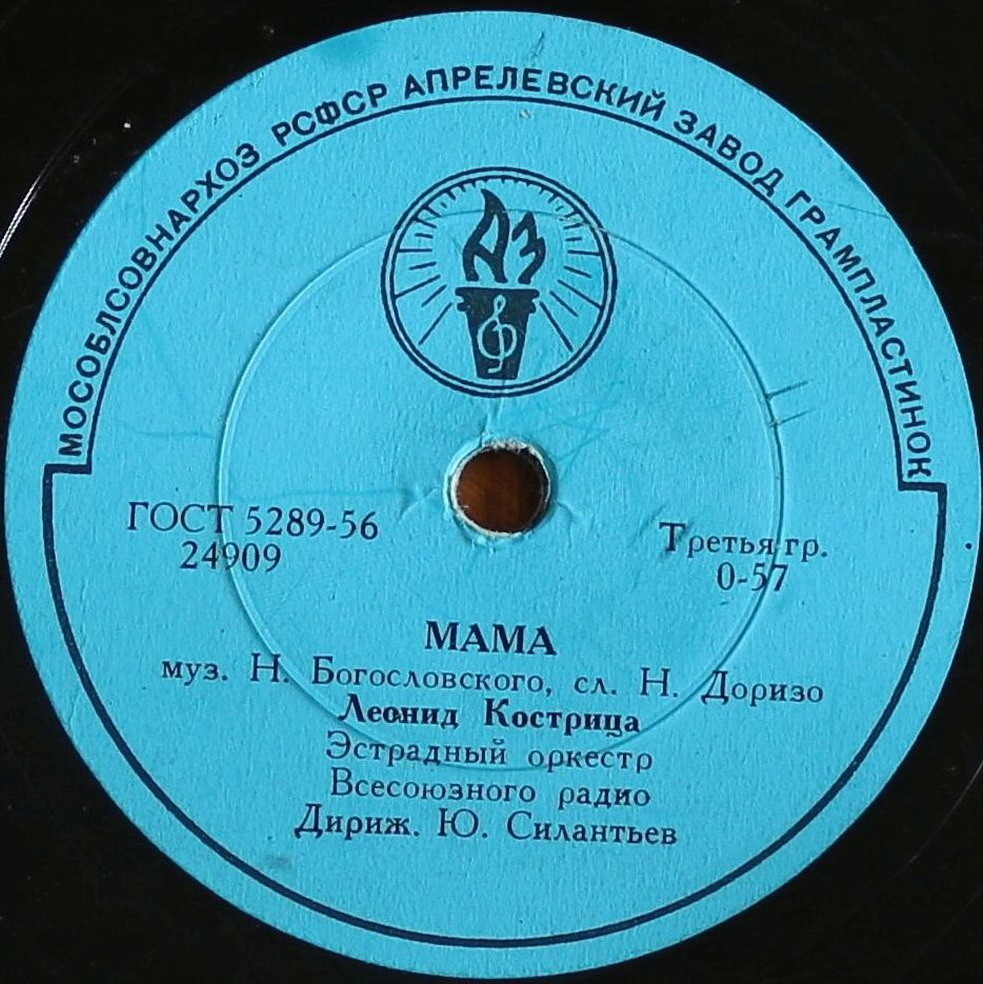 МОСОБЛСОВНАРХОЗ РСФСР АПРЕЛЕВСКИЙ ЗАВОД ГРАМПЛАСТИНОК
АЗ
ГОСТ 5289-56
24909
Третья гр.
0-57
МАМА
муз. Н. Богословского, сл. Н. Доризо
Леонид Кострица
Эстрадный оркестр
Всесоюзного радио
Дириж. Ю. Силантьев